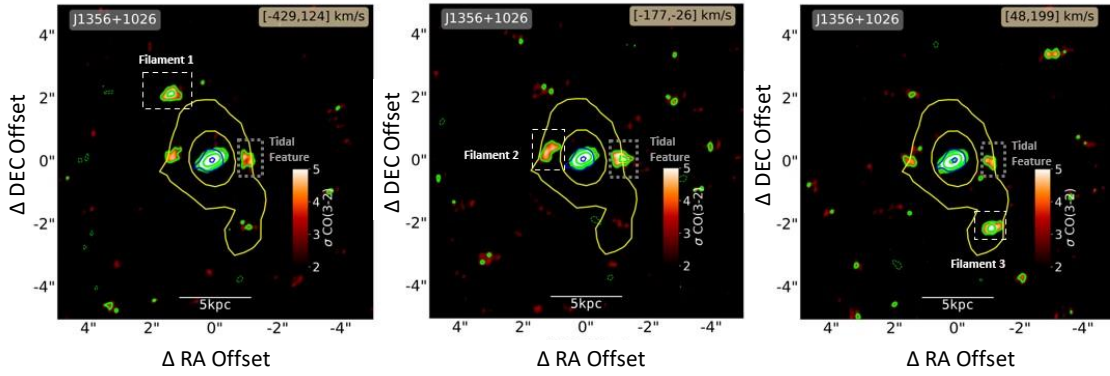 J1356+1026
[-429,124] km/s
Filament 1
Tidal
Feature
5
4
3
2
σ CO(3-2)
5kpc
4"
2"
0"
-2"
-4"
4"
2"
0"
-2"
-4"
Δ DEC Offset
Δ RA Offset
J1356+1026
[-177,-26] km/s
Filament 2
Tidal
Feature
5
4
3
2
σ CO(3-2)
5kpc
4"
2"
0"
-2"
-4"
4"
2"
0"
-2"
-4"
Δ DEC Offset
Δ RA Offset
J1356+1026
[48,199] km/s
Tidal
Feature
Filament 3
5
4
3
2
σ CO(3-2)
5kpc
4"
2"
0"
-2"
-4"
4"
2"
0"
-2"
-4"
Δ DEC Offset
Δ RA Offset